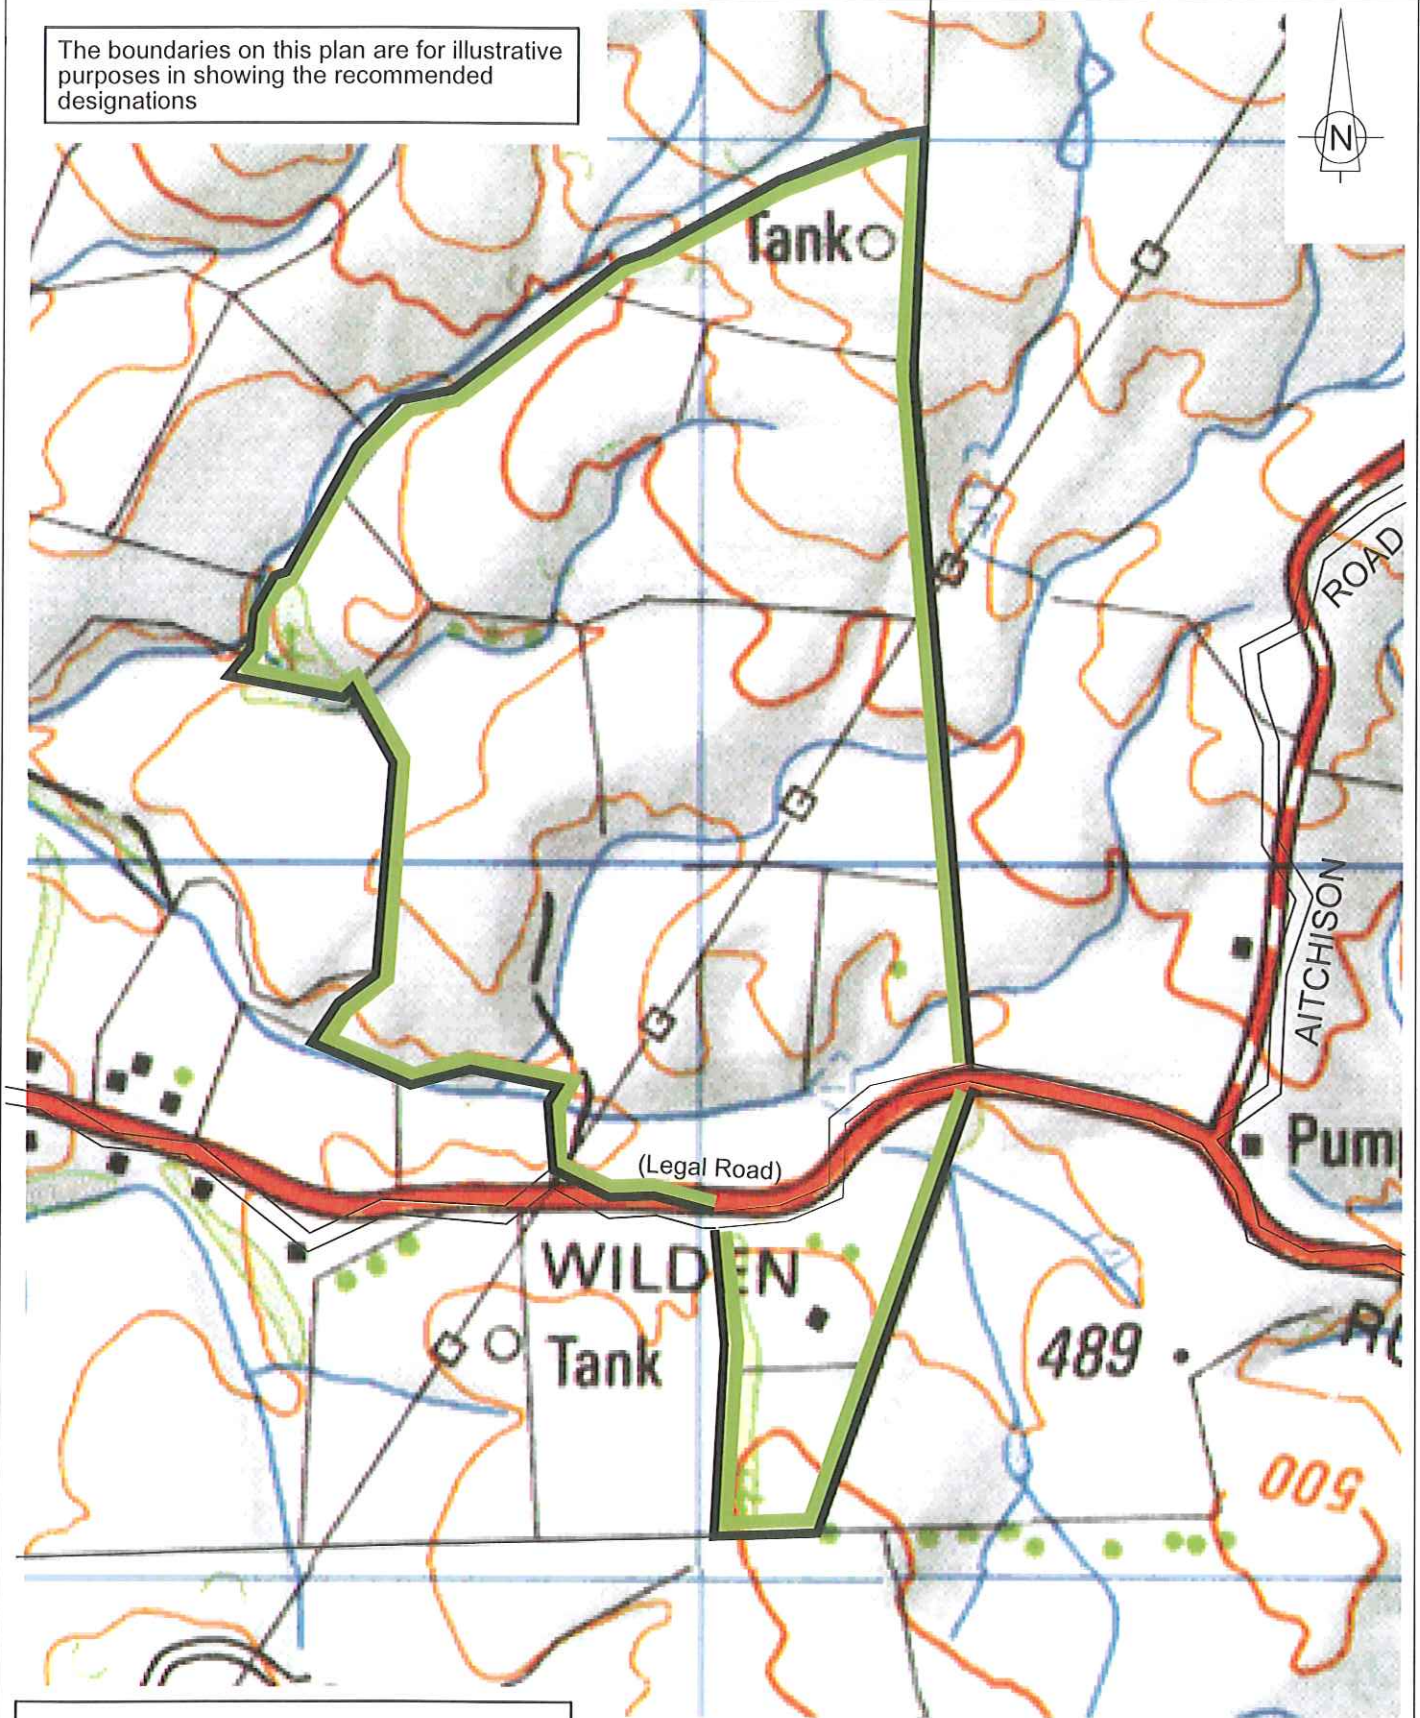 The boundaries on this plan are for illustrative
purposes in showing the recommended
designations
N
Tank
ROAD
AITCHISON
Pum
(Legal Road)
WILDEN
Tank
489
500